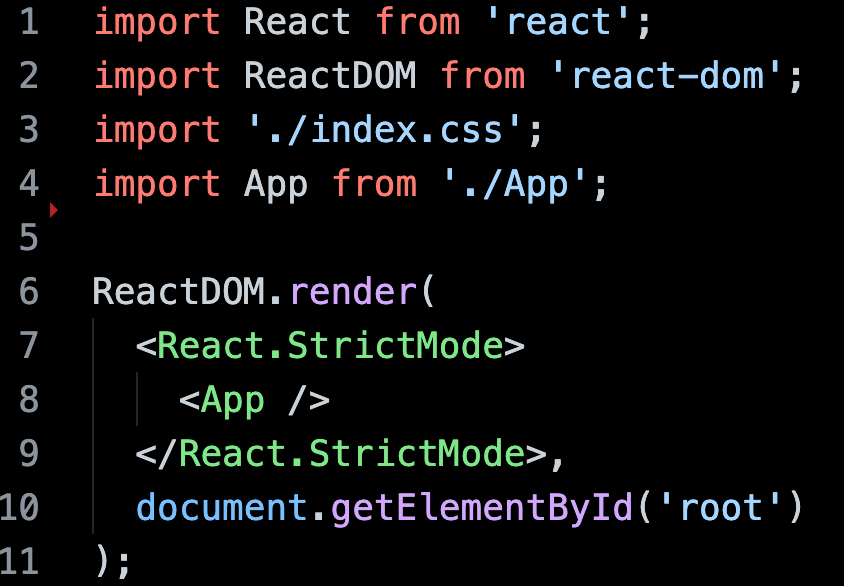 1 import React from 'react';
2 import ReactDOM from 'react-dom';
3 import './index.css';
4 import App from './App';
5
6 ReactDOM.render(
7   <React.StrictMode>
8     <App />
9   </React.StrictMode>,
10   document.getElementById('root')
11 );